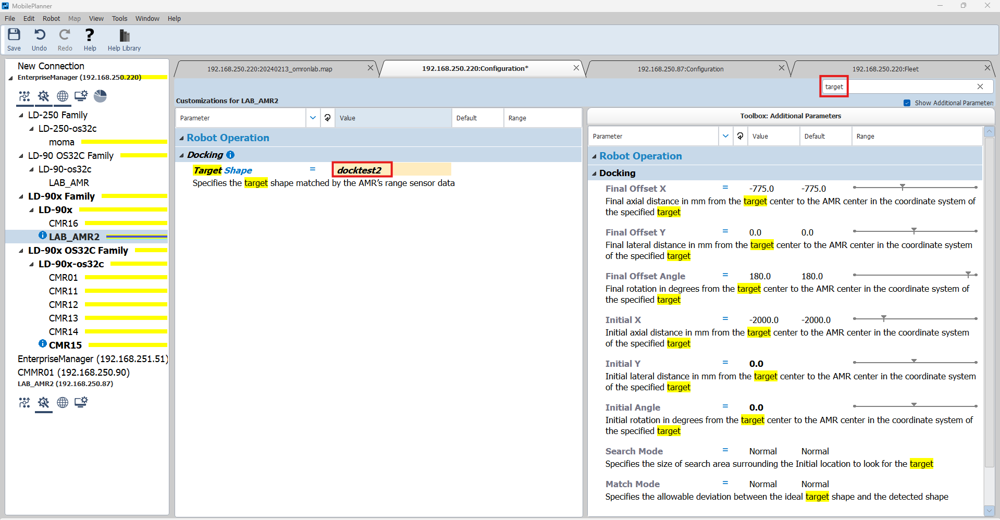 MobilePlanner
File Edit Robot Map View Tools Window Help
Save Undo Redo Help Help Library
New Connection
EnterpriseManager (192.168.250.220)
LD-250 Family
LD-250-os32c
moma
LD-90 OS32C Family
LD-90-os32c
LAB_AMR
LD-90x Family
LD-90x
CMR16
LAB_AMR2
LD-90x OS32C Family
LD-90x-os32c
CMR01
CMR11
CMR12
CMR13
CMR14
CMR15
EnterpriseManager (192.168.251.51)
CMMR01 (192.168.250.90)
LAB_AMR2 (192.168.250.87)
192.168.250.220:20240213_omronlab.map
192.168.250.220:Configuration*
192.168.250.87:Configuration
192.168.250.220:Fleet
target
Show Additional Parameters
Customizations for LAB_AMR2
Parameter Value Default Range
Robot Operation
Docking
Target Shape = docktest2
Specifies the target shape matched by the AMR's range sensor data
Toolbox: Additional Parameters
Parameter Value Default Range
Robot Operation
Docking
Final Offset X = -775.0 -775.0
Final axial distance in mm from the target center to the AMR center in the coordinate system of
the specified target
Final Offset Y = 0.0 0.0
Final lateral distance in mm from the target center to the AMR center in the coordinate system
of the specified target
Final Offset Angle = 180.0 180.0
Final rotation in degrees from the target center to the AMR center in the coordinate system of
the specified target
Initial X = -2000.0 -2000.0
Initial axial distance in mm from the target center to the AMR center in the coordinate system
of the specified target
Initial Y = 0.0
Initial lateral distance in mm from the target center to the AMR center in the coordinate system
of the specified target
Initial Angle = 0.0
Initial rotation in degrees from the target center to the AMR center in the coordinate system of
the specified target
Search Mode = Normal Normal
Specifies the size of search area surrounding the Initial location to look for the target
Match Mode = Normal Normal
Specifies the allowable deviation between the ideal target shape and the detected shape